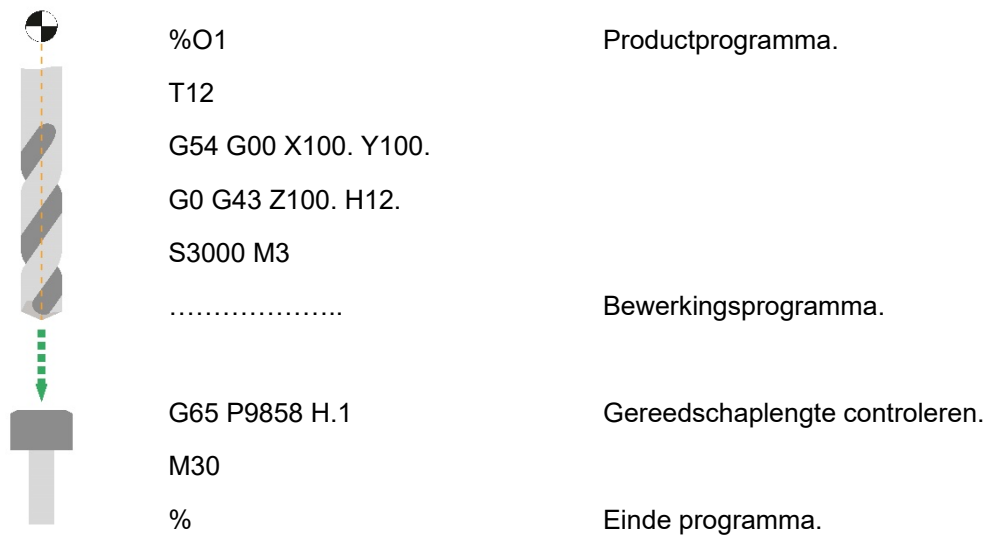 %O1 Productprogramma.
T12
G54 G00 X100. Y100.
G0 G43 Z100. H12.
S3000 M3
……………….. Bewerkingsprogramma.
G65 P9858 H.1 Gereedschaplengte controleren.
M30
% Einde programma.